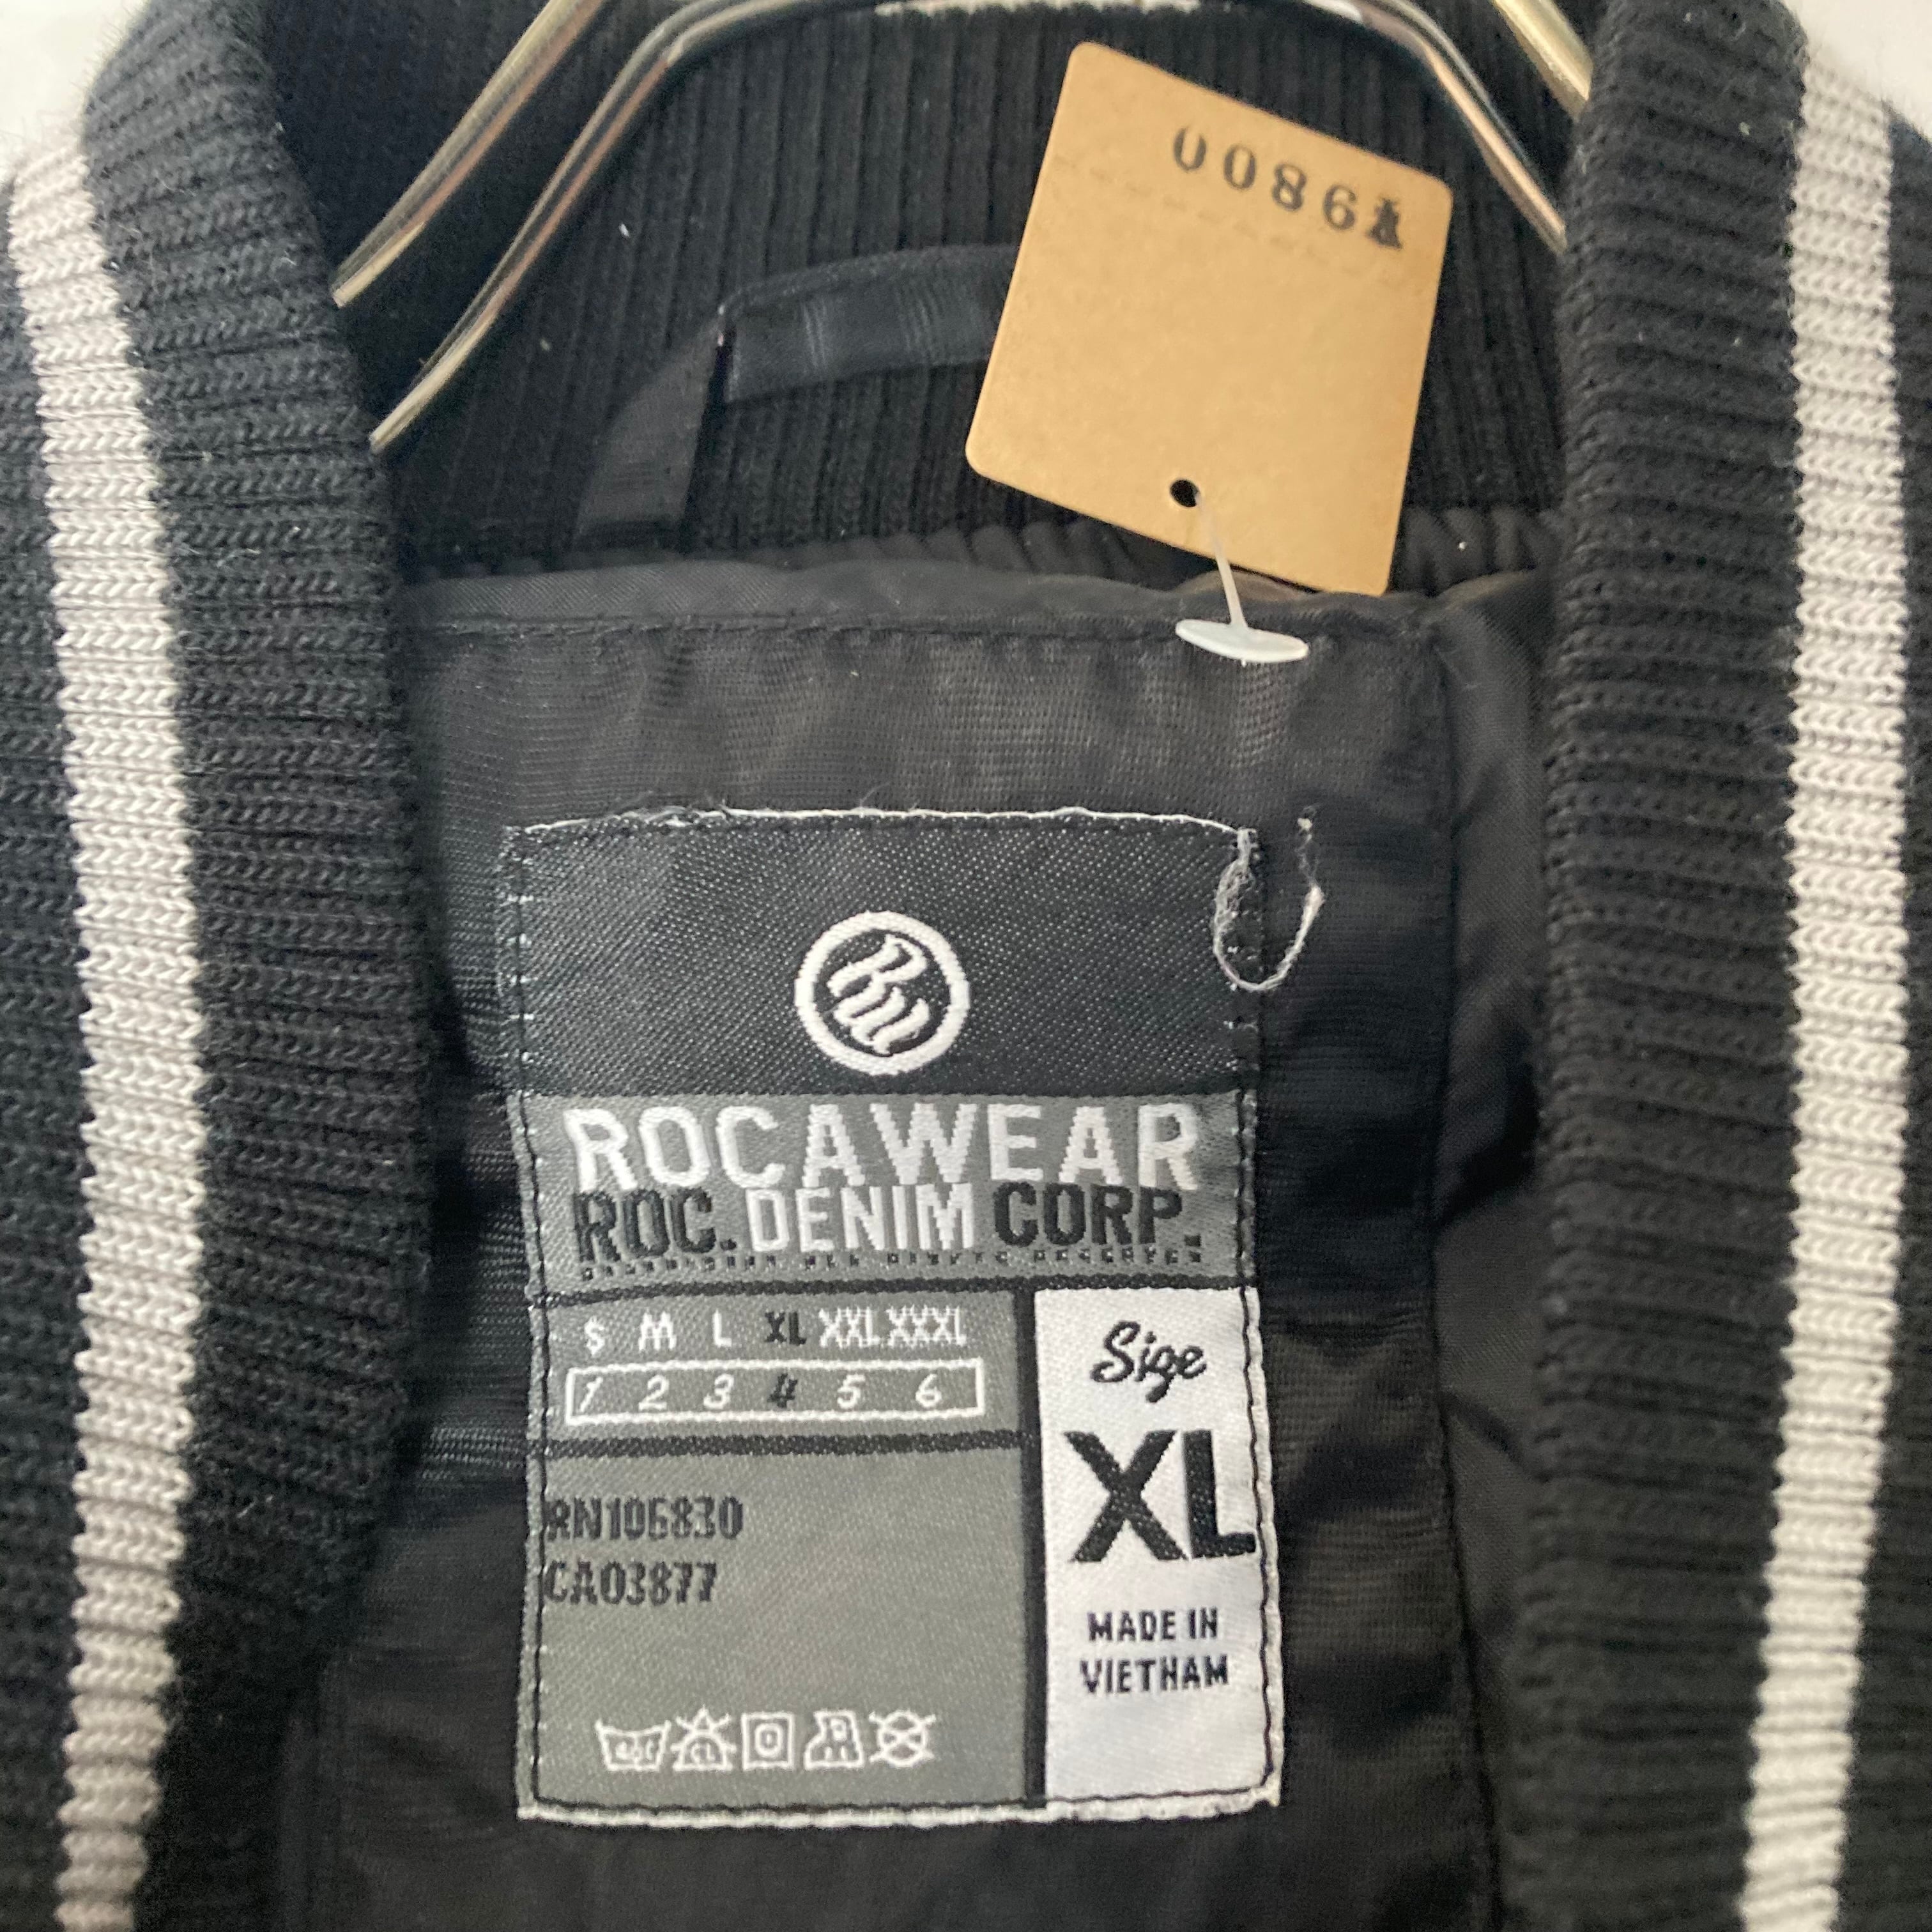 0086
ROCAWEAR
ROC. DENIM CORP.
S M L XL XXL XXXL
1 2 3 4 5 6
Size
XL
RN106830
CA03877
MADE IN
VIETNAM